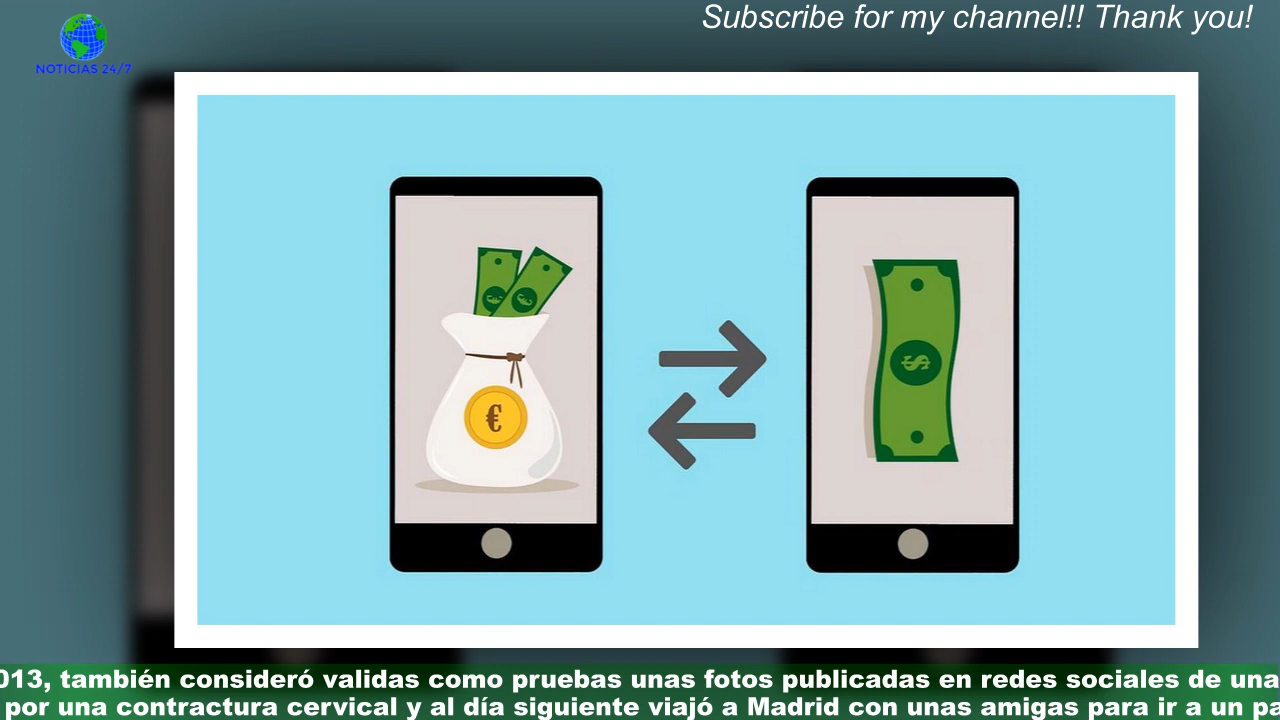 Subscribe for my channel!! Thank you!
NOTICIAS 24/7
€
$
013, también consideró validas como pruebas unas fotos publicadas en redes sociales de una
por una contractura cervical y al día siguiente viajó a Madrid con unas amigas para ir a un pa